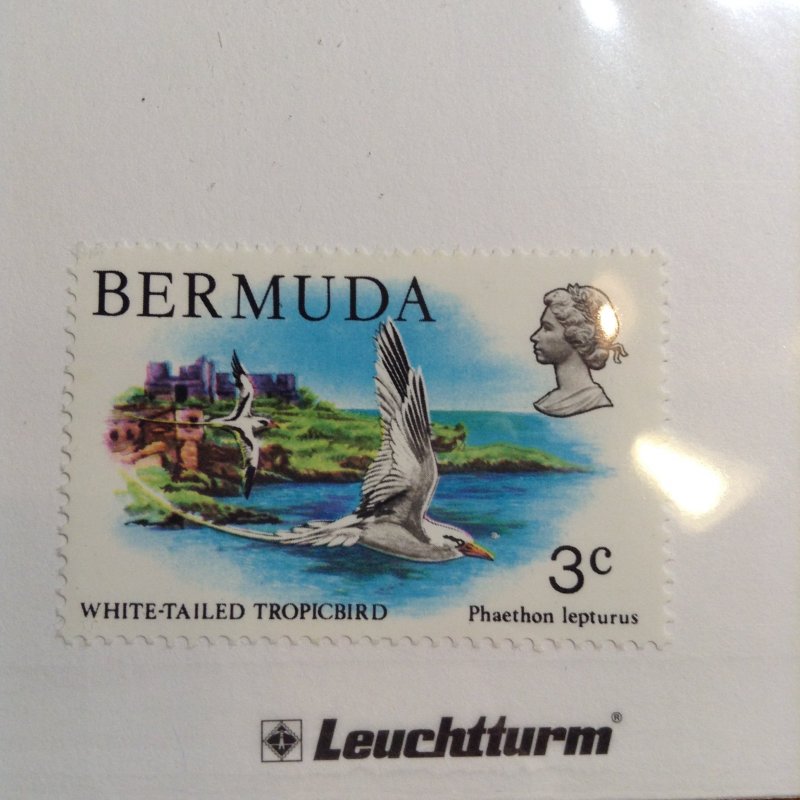 BERMUDA
3c
WHITE-TAILED TROPICBIRD Phaethon lepturus
Leuchtturm®